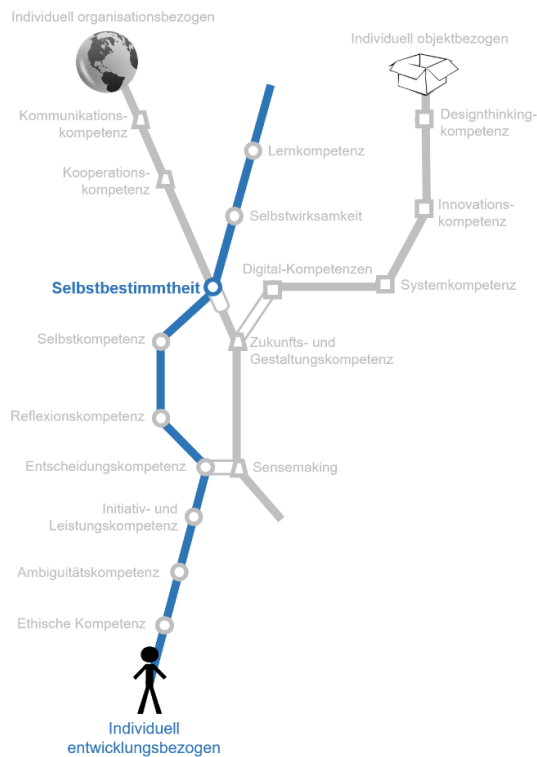 Individuell organisationsbezogen
Individuell objektbezogen
Kommunikations-
kompetenz
Designthinking-
kompetenz
Lernkompetenz
Kooperations-
kompetenz
Selbstwirksamkeit
Innovations-
kompetenz
Digital-Kompetenzen
Selbstbestimmtheit
Systemkompetenz
Selbstkompetenz
Zukunfts- und
Gestaltungskompetenz
Reflexionskompetenz
Entscheidungskompetenz
Sensemaking
Initiativ- und
Leistungskompetenz
Ambiguitätskompetenz
Ethische Kompetenz
Individuell
entwicklungsbezogen